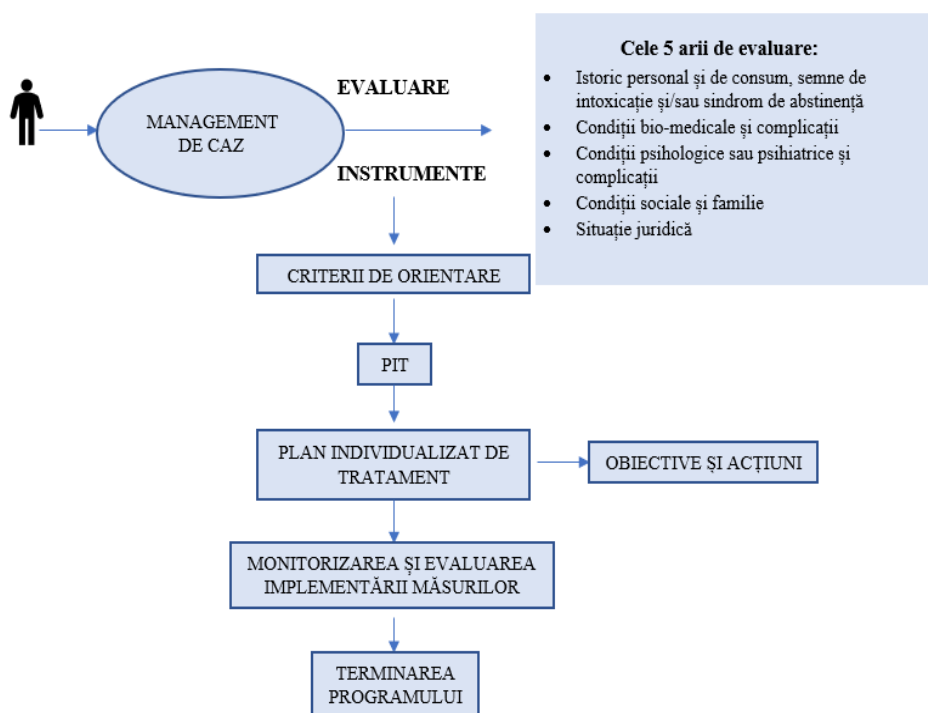 Cele 5 arii de evaluare:
• Istoric personal și de consum, semne de
intoxicație și/sau sindrom de abstinență
• Condiții bio-medicale și complicații
• Condiții psihologice sau psihiatrice și
complicații
• Condiții sociale și familie
• Situație juridică
EVALUARE
MANAGEMENT
DE CAZ
INSTRUMENTE
CRITERII DE ORIENTARE
PIT
PLAN INDIVIDUALIZAT DE
TRATAMENT
OBIECTIVE ȘI ACȚIUNI
MONITORIZAREA ȘI EVALUAREA
IMPLEMENTĂRII MĂSURILOR
TERMINAREA
PROGRAMULUI